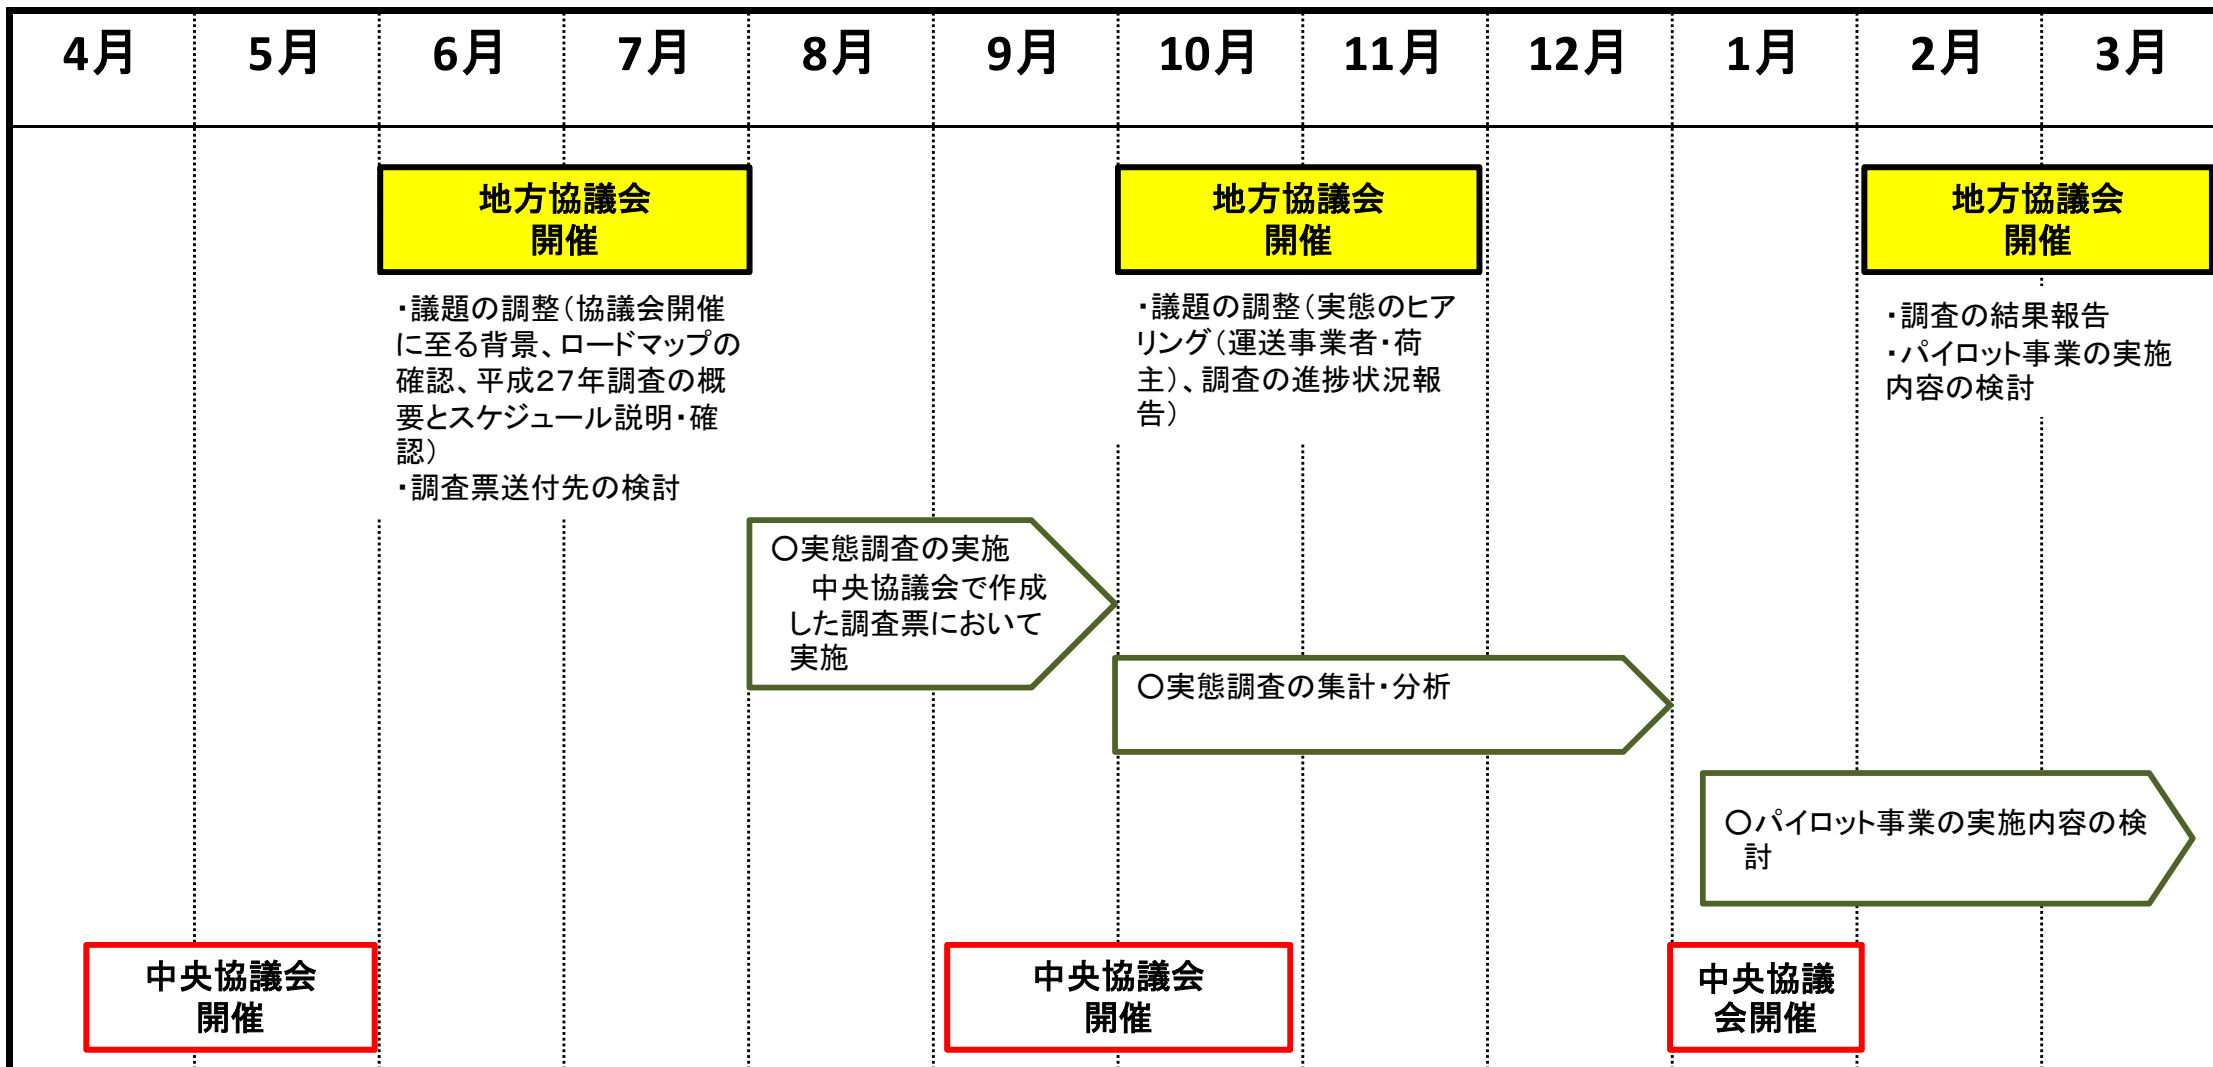 4月 5月 6月 7月 8月 9月 10月 11月 12月 1月 2月 3月
地方協議会
開催
・議題の調整（協議会開催
に至る背景、ロードマップの
確認、平成２７年調査の概
要とスケジュール説明・確
認）
・調査票送付先の検討
地方協議会
開催
・議題の調整（実態のヒア
リング（運送事業者・荷
主）、調査の進捗状況報
告）
地方協議会
開催
・調査の結果報告
・パイロット事業の実施
内容の検討
○実態調査の実施
中央協議会で作成
した調査票において
実施
○実態調査の集計・分析
○パイロット事業の実施内容の検
討
中央協議会
開催
中央協議会
開催
中央協議
会開催